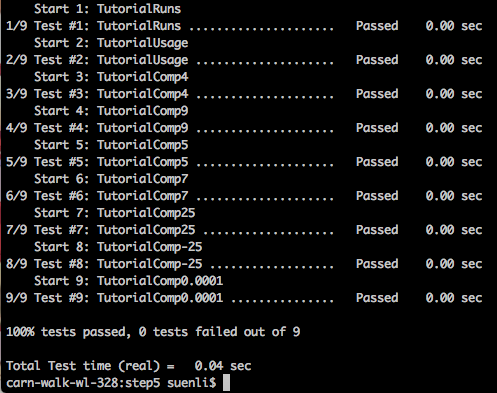 Start 1: TutorialRuns
1/9 Test #1: TutorialRuns .....................   Passed    0.00 sec
    Start 2: TutorialUsage
2/9 Test #2: TutorialUsage ....................   Passed    0.00 sec
    Start 3: TutorialComp4
3/9 Test #3: TutorialComp4 ....................   Passed    0.00 sec
    Start 4: TutorialComp9
4/9 Test #4: TutorialComp9 ....................   Passed    0.00 sec
    Start 5: TutorialComp5
5/9 Test #5: TutorialComp5 ....................   Passed    0.00 sec
    Start 6: TutorialComp7
6/9 Test #6: TutorialComp7 ....................   Passed    0.00 sec
    Start 7: TutorialComp25
7/9 Test #7: TutorialComp25 ...................   Passed    0.00 sec
    Start 8: TutorialComp-25
8/9 Test #8: TutorialComp-25 ..................   Passed    0.00 sec
    Start 9: TutorialComp0.0001
9/9 Test #9: TutorialComp0.0001 ...............   Passed    0.00 sec

100% tests passed, 0 tests failed out of 9

Total Test time (real) =   0.04 sec
carn-walk-wl-328:step5 suenli$